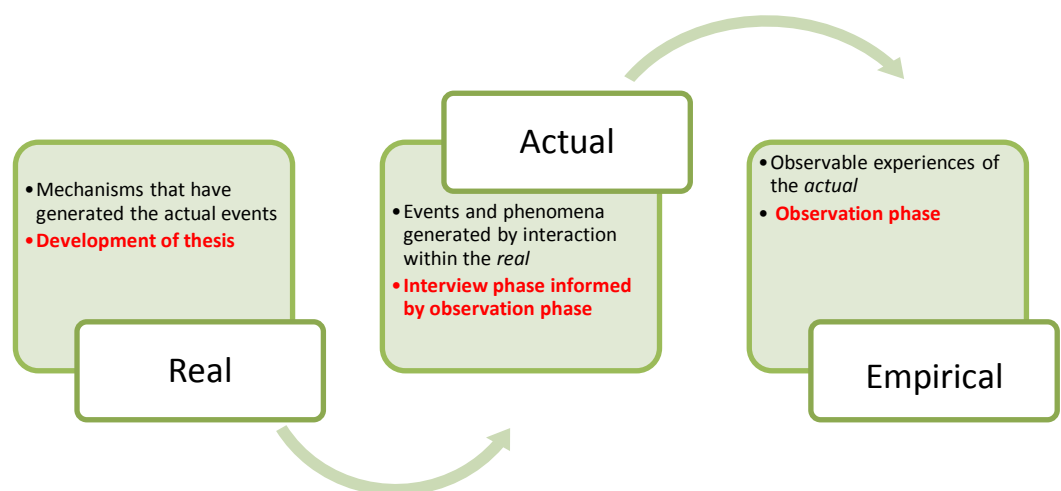 • Mechanisms that have
generated the actual events
• Development of thesis
Real
Actual
• Events and phenomena
generated by interaction
within the real
• Interview phase informed
by observation phase
• Observable experiences of
the actual
• Observation phase
Empirical